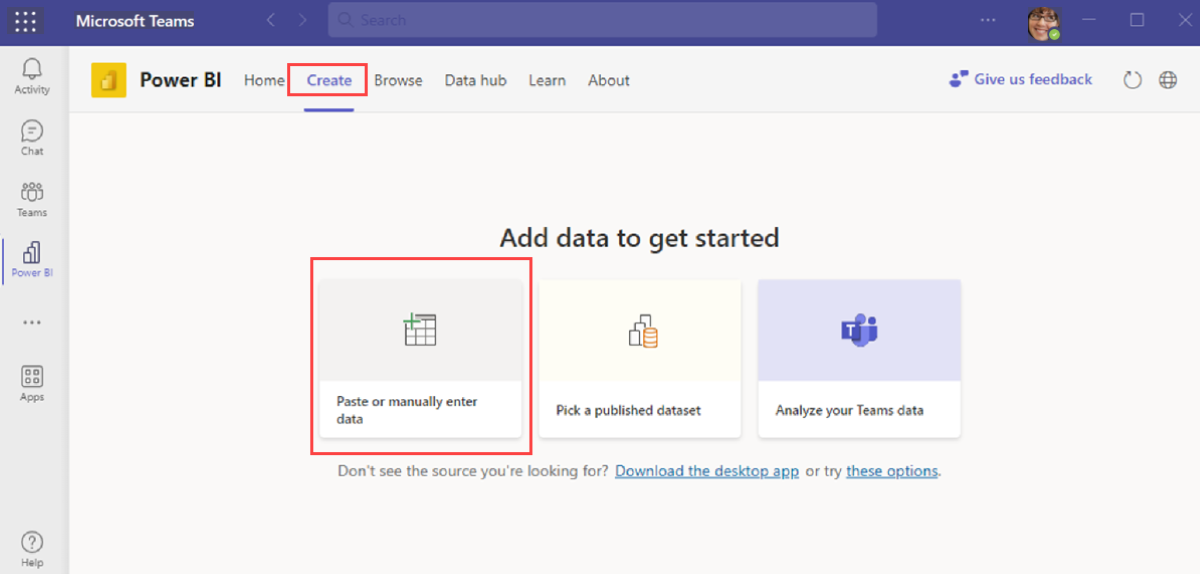 Microsoft Teams
Search
Activity
Chat
Teams
Power BI
Apps
Help
Power BI Home Create Browse Data hub Learn About Give us feedback
Add data to get started
Paste or manually enter
data
Pick a published dataset
Analyze your Teams data
Don't see the source you're looking for? Download the desktop app or try these options.